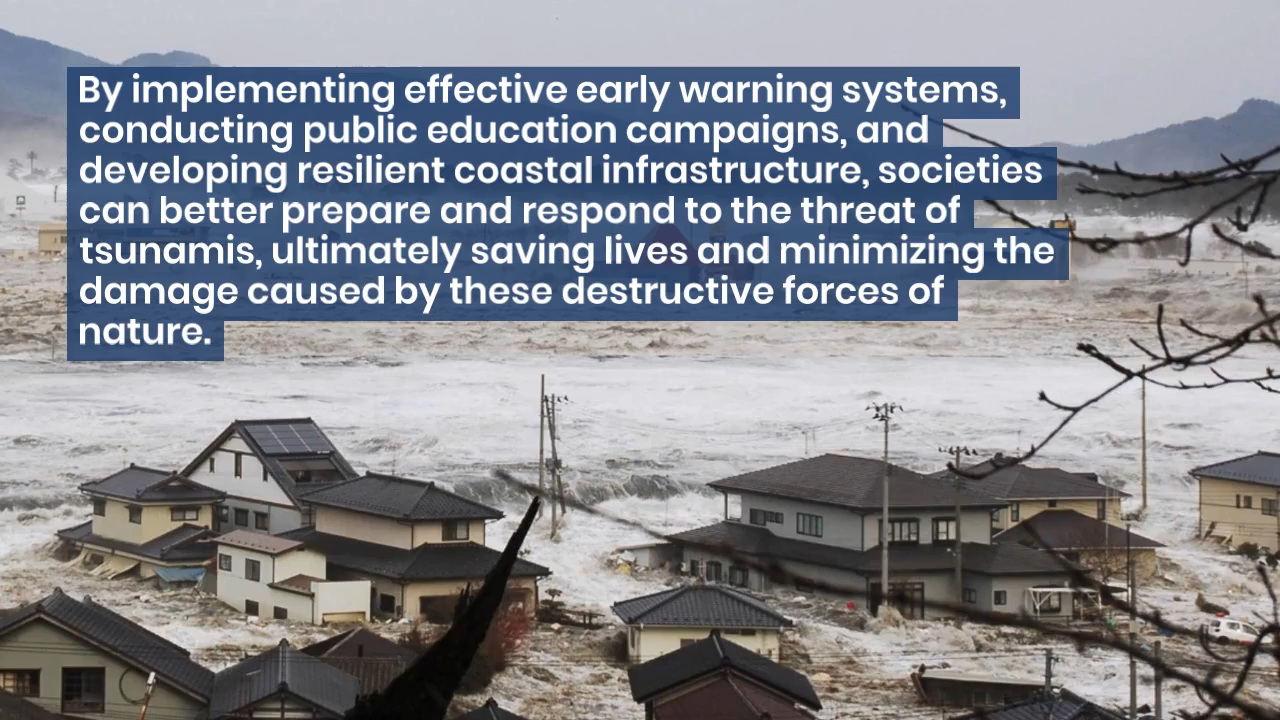 By implementing effective early warning systems,
conducting public education campaigns, and
developing resilient coastal infrastructure, societies
can better prepare and respond to the threat of
tsunamis, ultimately saving lives and minimizing the
damage caused by these destructive forces of
nature.